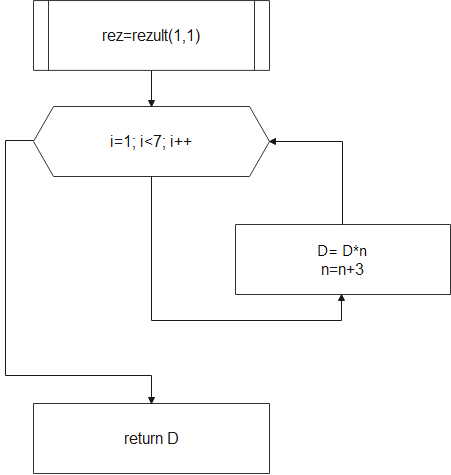 rez=rezult(1,1)
i=1; i<7; i++
D= D*n
n=n+3
return D